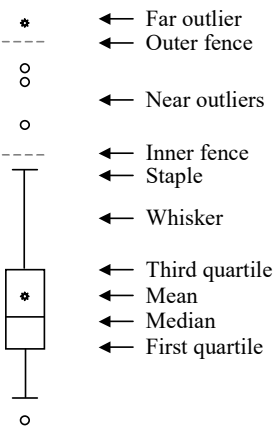 Far outlier
Outer fence
Near outliers
Inner fence
Staple
Whisker
Third quartile
Mean
Median
First quartile